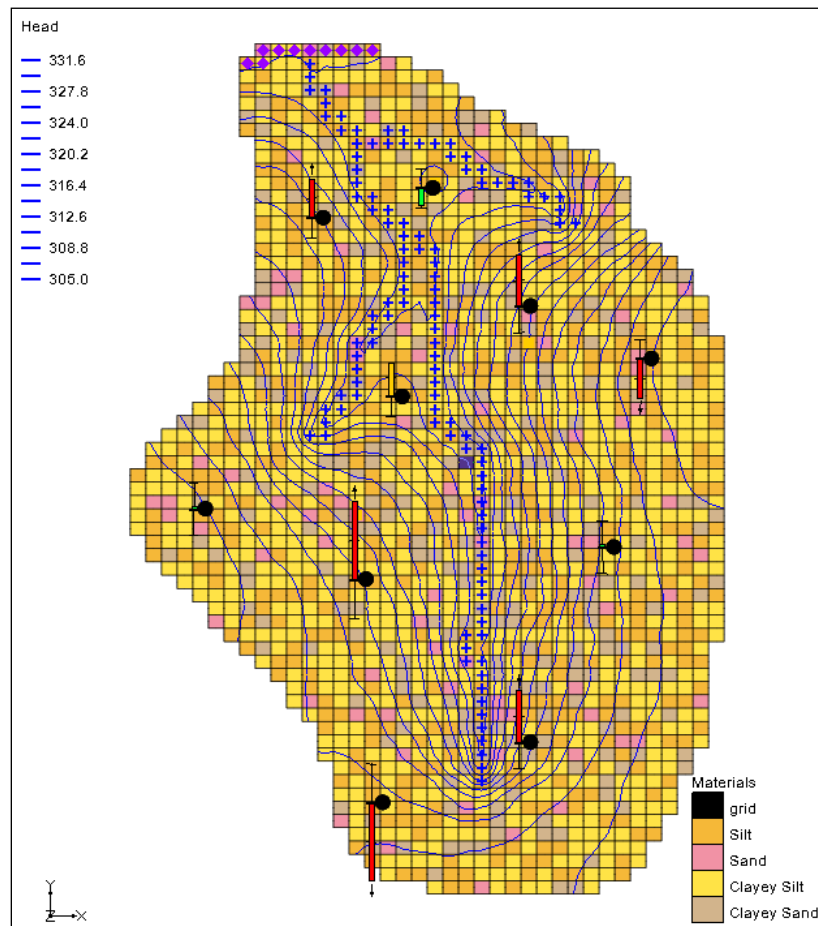 Head
331.6
327.8
324.0
320.2
316.4
312.6
308.8
305.0
Materials
grid
Silt
Sand
Clayey Silt
Clayey Sand
Y
Z X